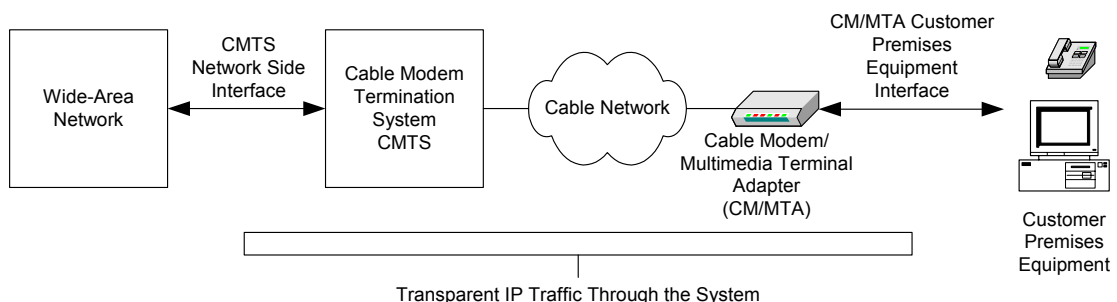 Wide-Area
Network
CMTS
Network Side
Interface
Cable Modem
Termination
System
CMTS
Cable Network
Cable Modem/
Multimedia Terminal
Adapter
(CM/MTA)
CM/MTA Customer
Premises
Equipment
Interface
Customer
Premises
Equipment
Transparent IP Traffic Through the System